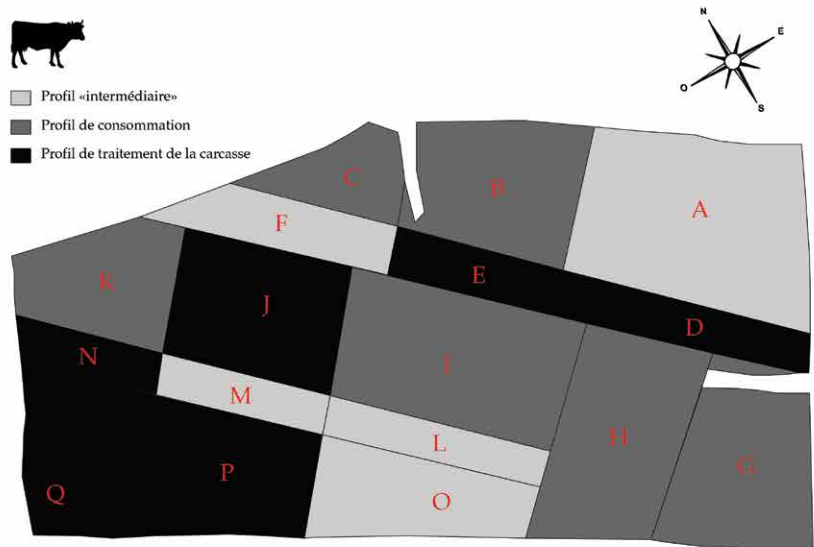 N
E
O
S
Profil «intermédiaire»
Profil de consommation
Profil de traitement de la carcasse
C
B
A
F
E
D
K
J
I
H
G
N
M
L
P
O
Q